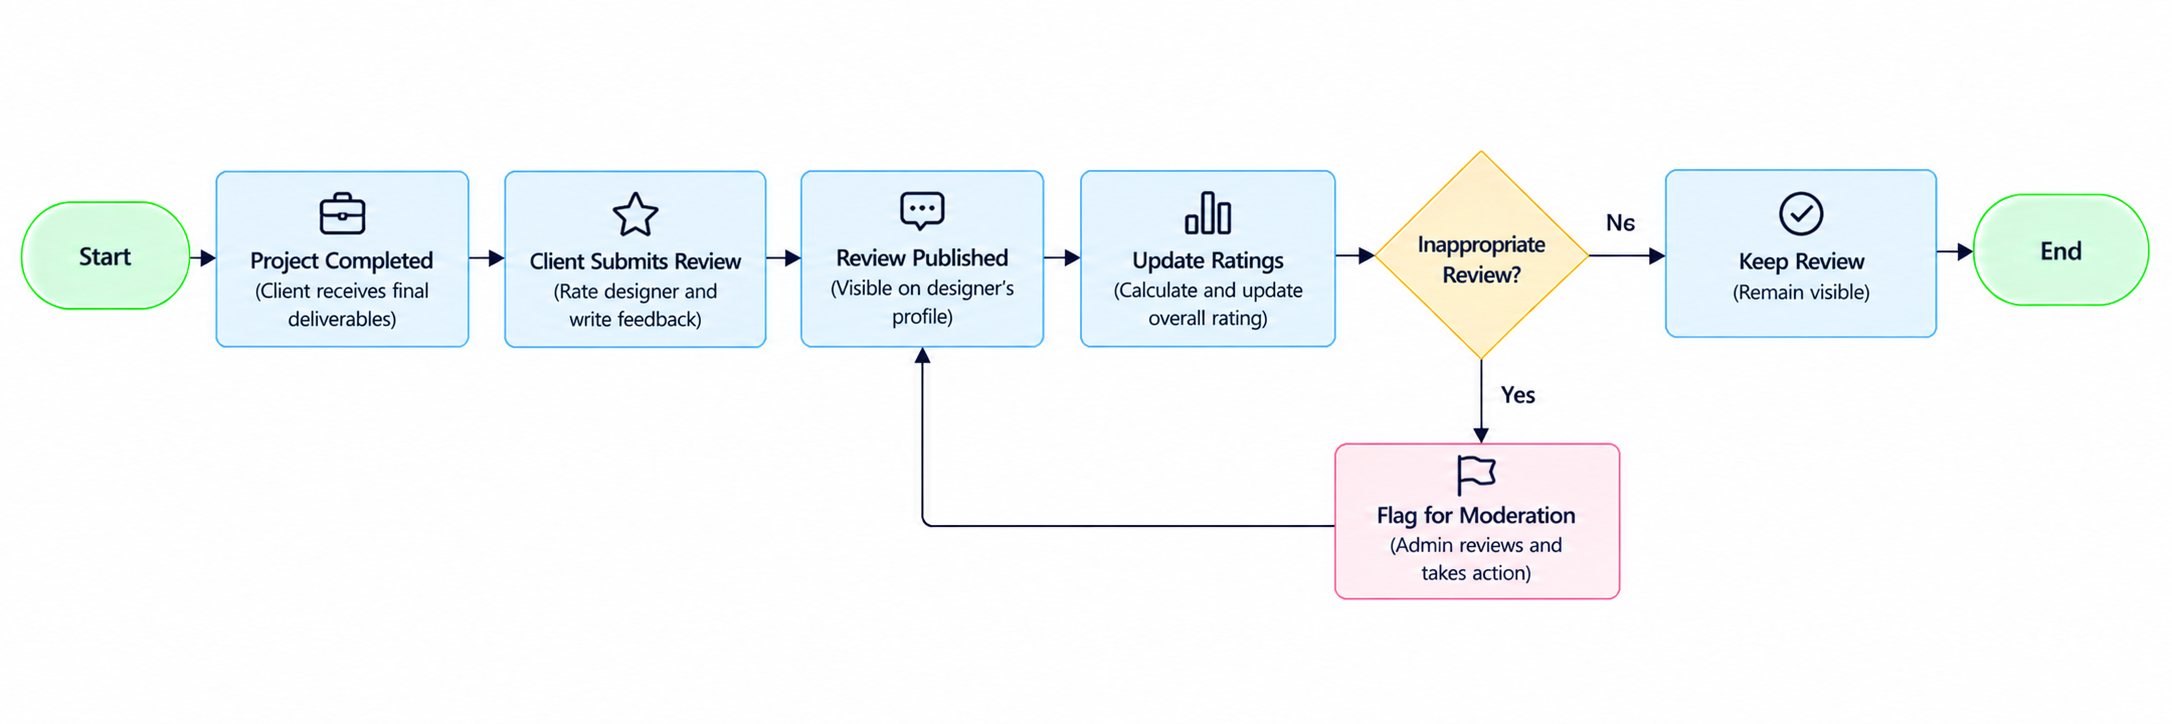 Start
Project Completed
(Client receives final
deliverables)
Client Submits Review
(Rate designer and
write feedback)
Review Published
(Visible on designer's
profile)
Update Ratings
(Calculate and update
overall rating)
Inappropriate
Review?
Keep Review
(Remain visible)
End
Yes
Flag for Moderation
(Admin reviews and
takes action)